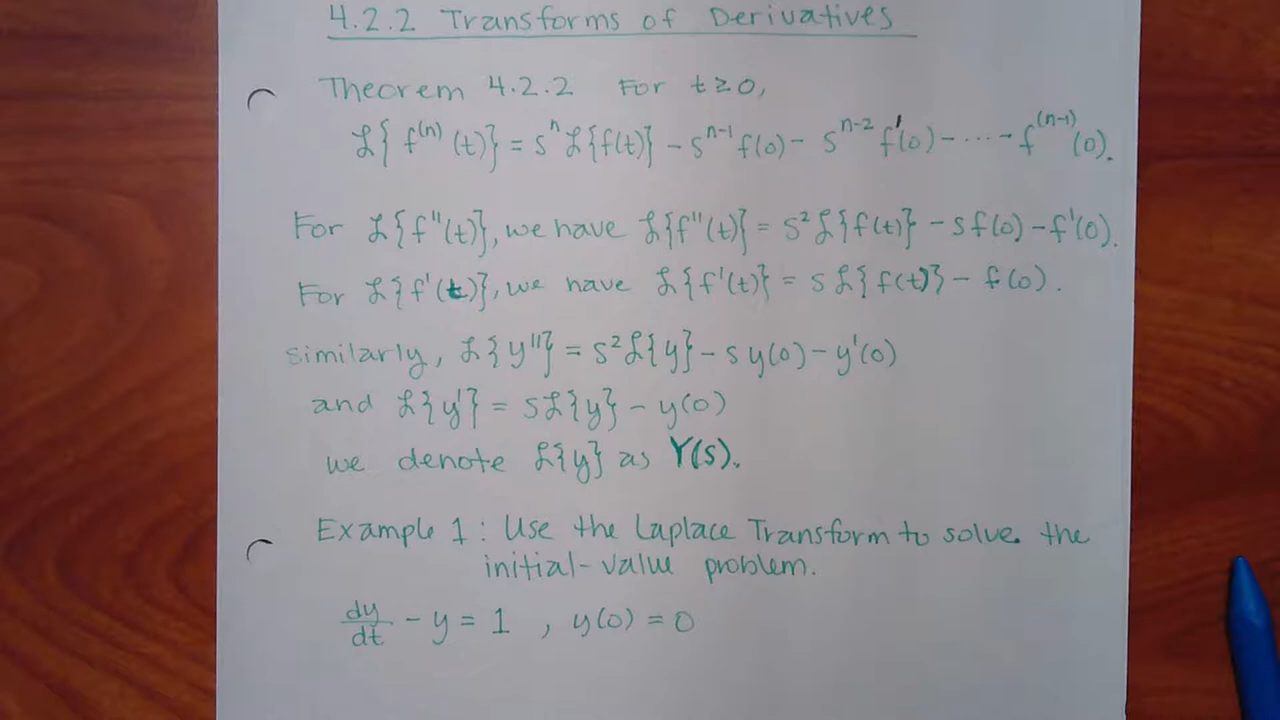 4.2.2 Transforms of Derivatives
Theorem 4.2.2 For t≥0,
ℒ{f⁽ⁿ⁾(t)} = sⁿℒ{f(t)} - sⁿ⁻¹f(0) - sⁿ⁻²f'(0) - ... - f⁽ⁿ⁻¹⁾(0).
For ℒ{f''(t)}, we have ℒ{f''(t)} = s²ℒ{f(t)} - sf(0) - f'(0).
For ℒ{f'(t)}, we have ℒ{f'(t)} = sℒ{f(t)} - f(0).
similarly, ℒ{y''} = s²ℒ{y} - sy(0) - y'(0)
and ℒ{y'} = sℒ{y} - y(0)
we denote ℒ{y} as Y(s).
Example 1: Use the Laplace Transform to solve the
initial-value problem.
dy/dt - y = 1 , y(0) = 0